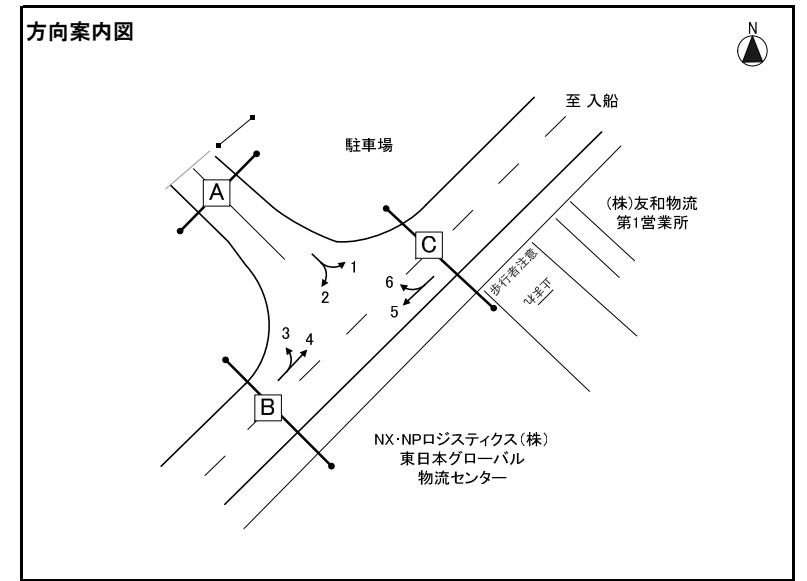 方向案内図
N
至 入船
駐車場
A
(株)友和物流
第1営業所
C
歩行者注意
止まれ
1
2
6
5
3
4
B
NX・NPロジスティクス(株)
東日本グローバル
物流センター